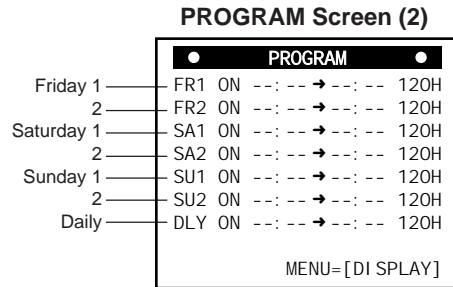 PROGRAM Screen (2)
PROGRAM
Friday 1 FR1 ON --:-- ➔ --:-- 120H
2 FR2 ON --:-- ➔ --:-- 120H
Saturday 1 SA1 ON --:-- ➔ --:-- 120H
2 SA2 ON --:-- ➔ --:-- 120H
Sunday 1 SU1 ON --:-- ➔ --:-- 120H
2 SU2 ON --:-- ➔ --:-- 120H
Daily DLY ON --:-- ➔ --:-- 120H
MENU=[DISPLAY]